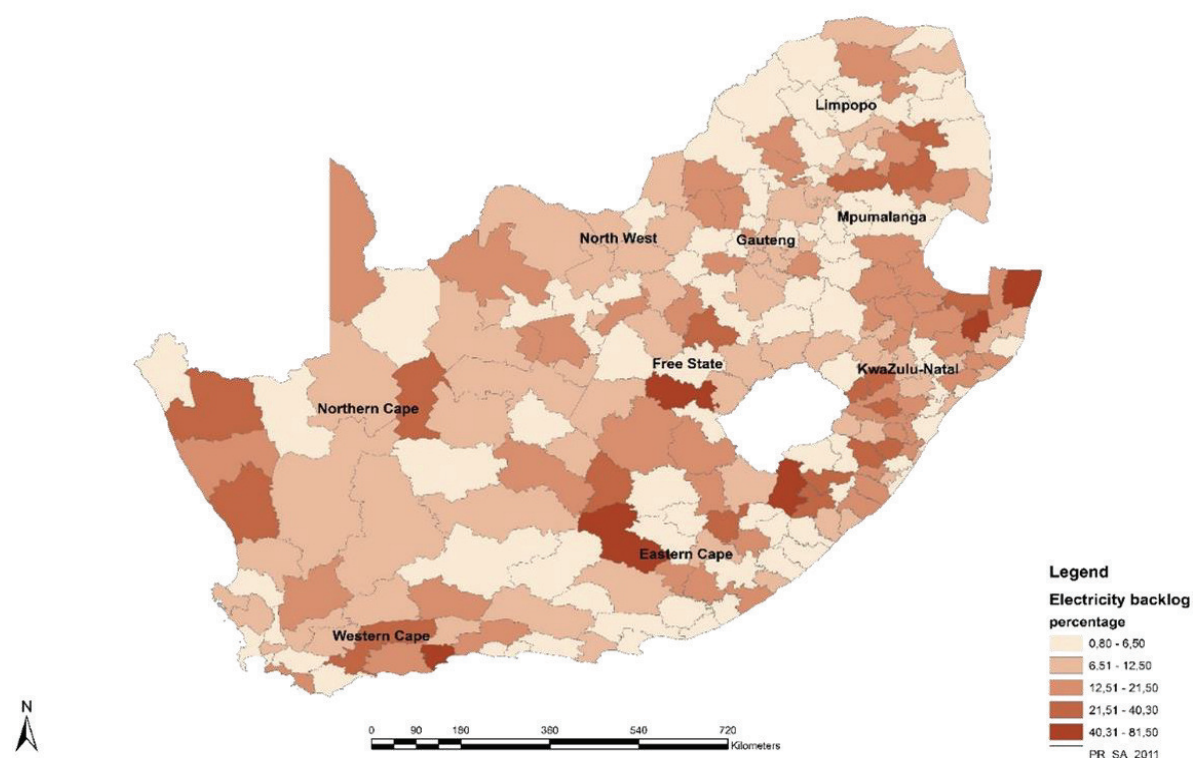 Limpopo
Mpumalanga
North West
Gauteng
Free State
KwaZulu-Natal
Northern Cape
Eastern Cape
Western Cape
Legend
Electricity backlog
percentage
0,80 - 6,50
6.51 - 12,50
12,51 - 21,50
21,51 - 40,30
40,31 - 81,50
PR_SA_2011
N
0 90 180 360 540 720
Kilometers